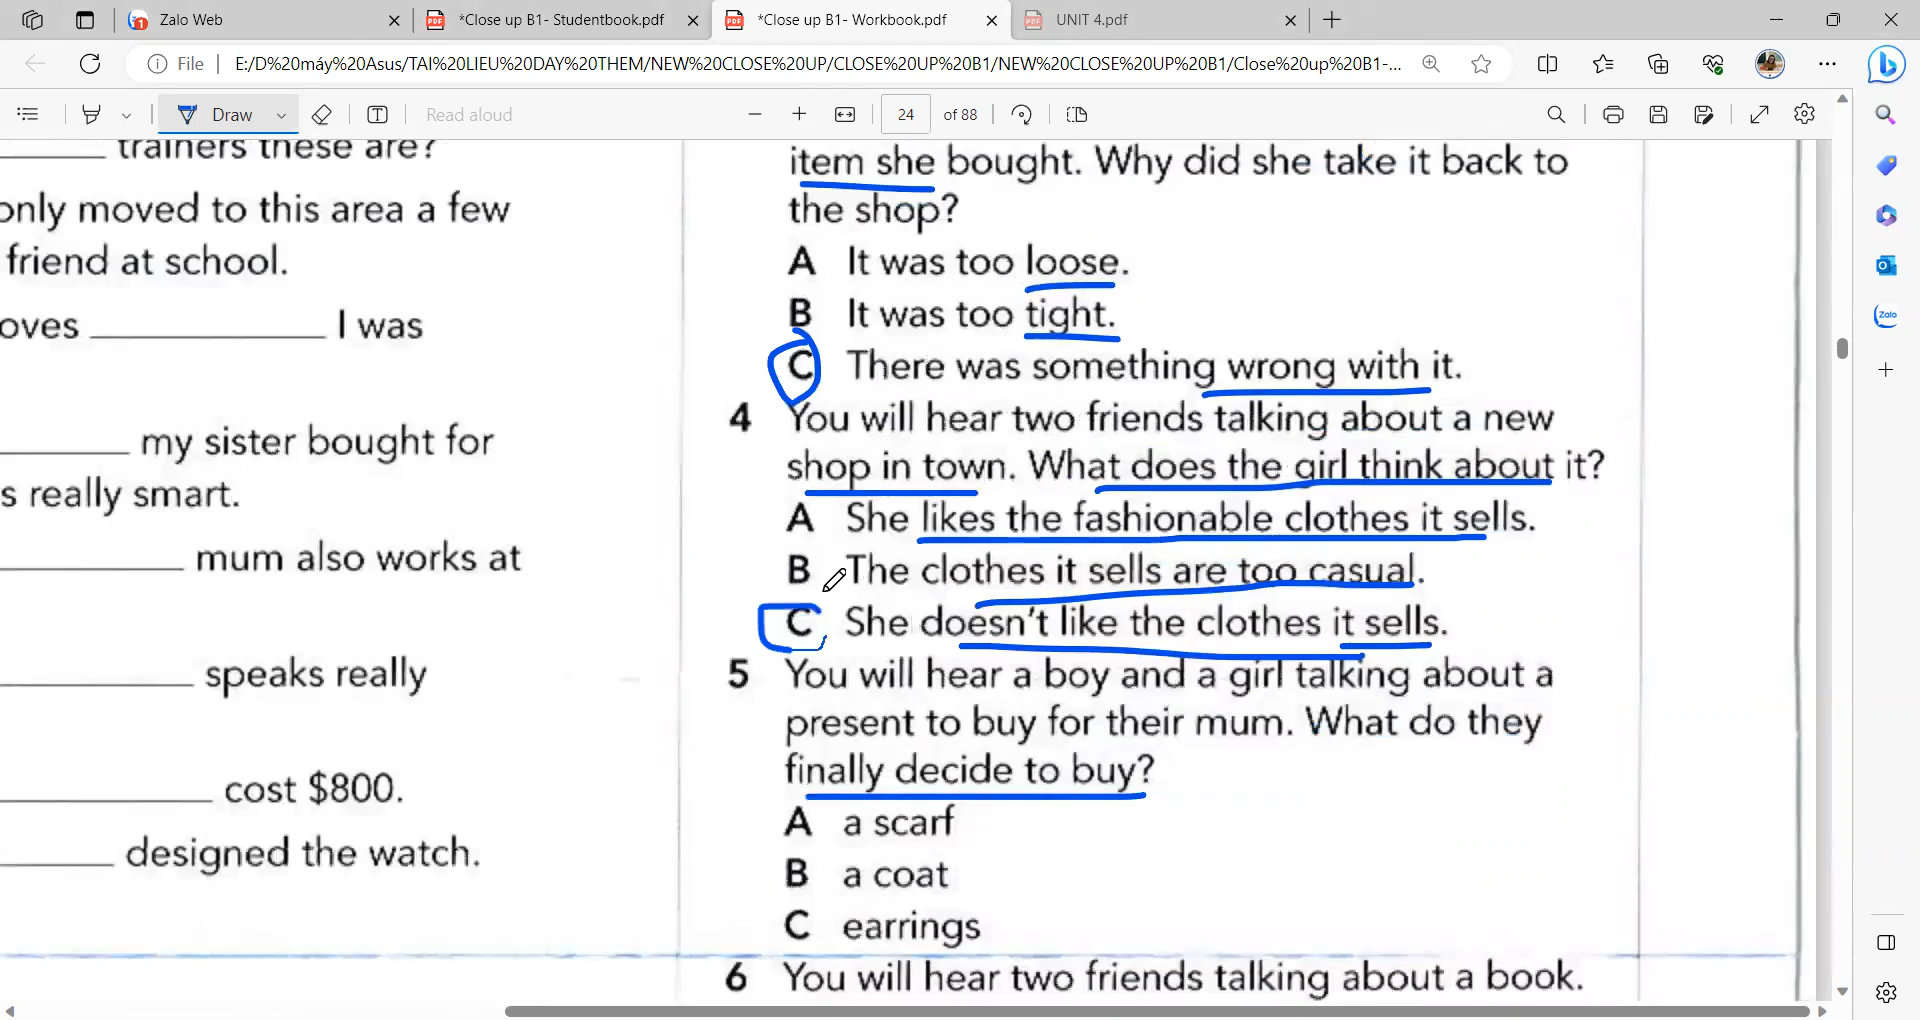 Zalo Web
*Close up B1- Studentbook.pdf
*Close up B1- Workbook.pdf
UNIT 4.pdf
File
E:/D%20máy%20Asus/TAI%20LIEU%20DAY%20THEM/NEW%20CLOSE%20UP/CLOSE%20UP%20B1/NEW%20CLOSE%20UP%20B1/Close%20up%20B1-...
Draw
Read aloud
24 of 88
trainers these are?
only moved to this area a few
friend at school.
oves ____ I was
my sister bought for
s really smart.
mum also works at
speaks really
cost $800.
designed the watch.
item she bought. Why did she take it back to
the shop?
A It was too loose.
B It was too tight.
C There was something wrong with it.
4 You will hear two friends talking about a new
shop in town. What does the girl think about it?
A She likes the fashionable clothes it sells.
B The clothes it sells are too casual.
C She doesn't like the clothes it sells.
5 You will hear a boy and a girl talking about a
present to buy for their mum. What do they
finally decide to buy?
A a scarf
B a coat
C earrings
6 You will hear two friends talking about a book.
Zalo